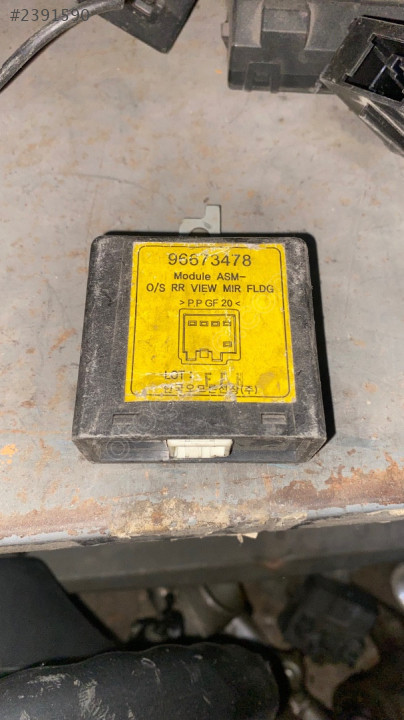 #2391590
96673478
Module ASM-
O/S RR VIEW MIR FLDG
>P.P GF 20<
LOT :